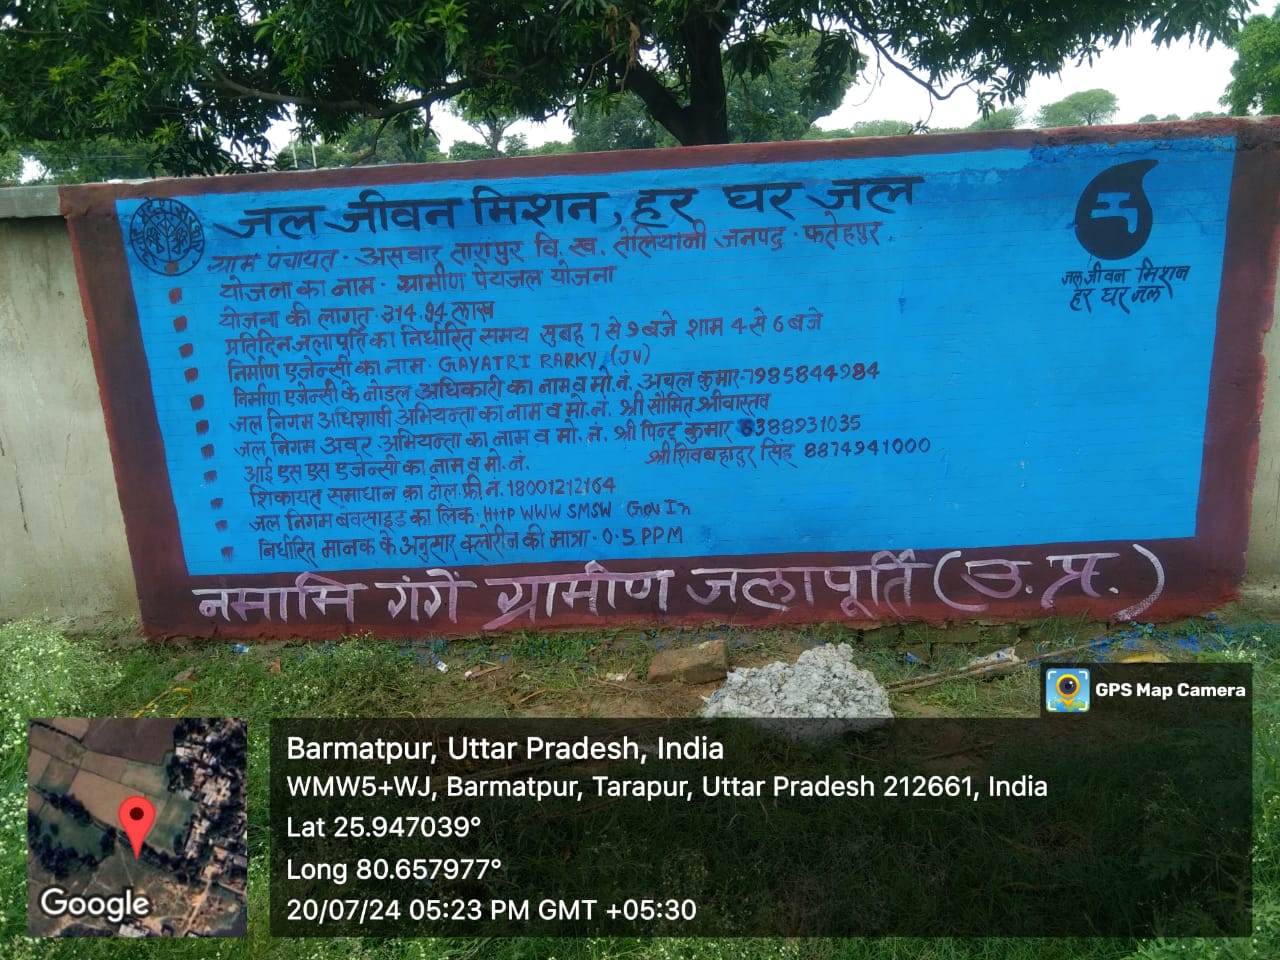 जल जीवन मिशन, हर घर जल
ग्राम पंचायत - असवार तारापुर वि. ख. तेलियानी जनपद - फतेहपुर
योजना का नाम - ग्रामीण पेयजल योजना
योजना की लागत - 314.94 लाख
प्रतिदिन जलापूर्ति का निर्धारित समय सुबह 7 से 9 बजे शाम 4 से 6 बजे
निर्माण एजेन्सी का नाम - GAYATRI RARKY (JV)
निर्माण एजेन्सी के नोडल अधिकारी का नाम व मो.नं. अचल कुमार-7985844984
जल निगम अधिशाषी अभियन्ता का नाम व मो.नं. श्री सौमित श्रीवास्तव
जल निगम अवर अभियन्ता का नाम व मो. नं. श्री पिन्टू कुमार 6388931035
आई एस एस एजेन्सी का नाम व मो.नं. श्री शिवबहादुर सिंह 8874941000
शिकायत समाधान का टोल फ्री नं. 18001212164
जल निगम बेवसाइड का लिंक - HttP WWW SMSW Gov In
निर्धारित मानक के अनुसार क्लोरीन की मात्रा - 0.5 PPM
नमामि गंगें ग्रामीण जलापूर्ति (उ.प्र.)
जल जीवन मिशन
हर घर जल
GPS Map Camera
Barmatpur, Uttar Pradesh, India
WMW5+WJ, Barmatpur, Tarapur, Uttar Pradesh 212661, India
Lat 25.947039°
Long 80.657977°
20/07/24 05:23 PM GMT +05:30
Google